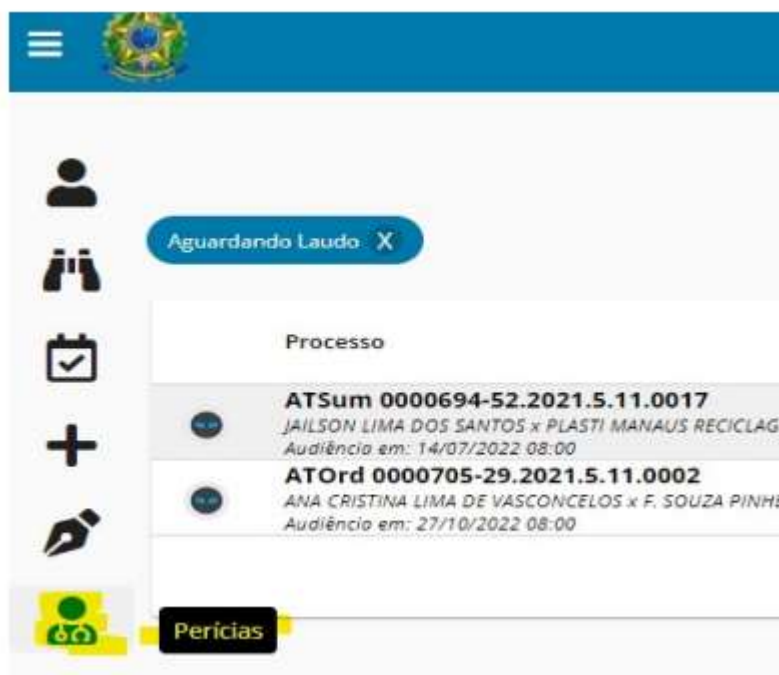 Aguardando Laudo X
Processo
ATSum 0000694-52.2021.5.11.0017
JAILSON LIMA DOS SANTOS x PLASTI MANAUS RECICLAG
Audiência em: 14/07/2022 08:00
ATOrd 0000705-29.2021.5.11.0002
ANA CRISTINA LIMA DE VASCONCELOS x F. SOUZA PINHE
Audiência em: 27/10/2022 08:00
Perícias